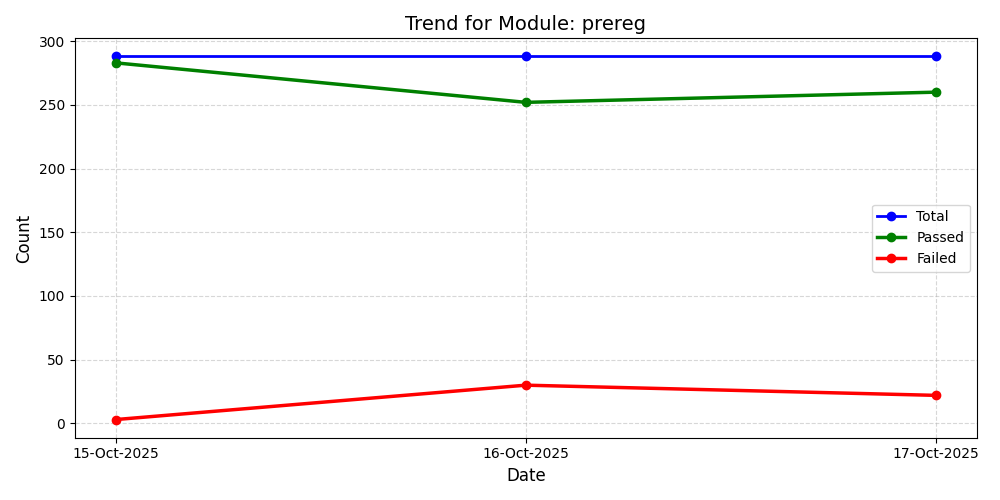 Trend for Module: prereg
300
250
200
150
100
50
0
Count
Total
Passed
Failed
15-Oct-2025
16-Oct-2025
17-Oct-2025
Date